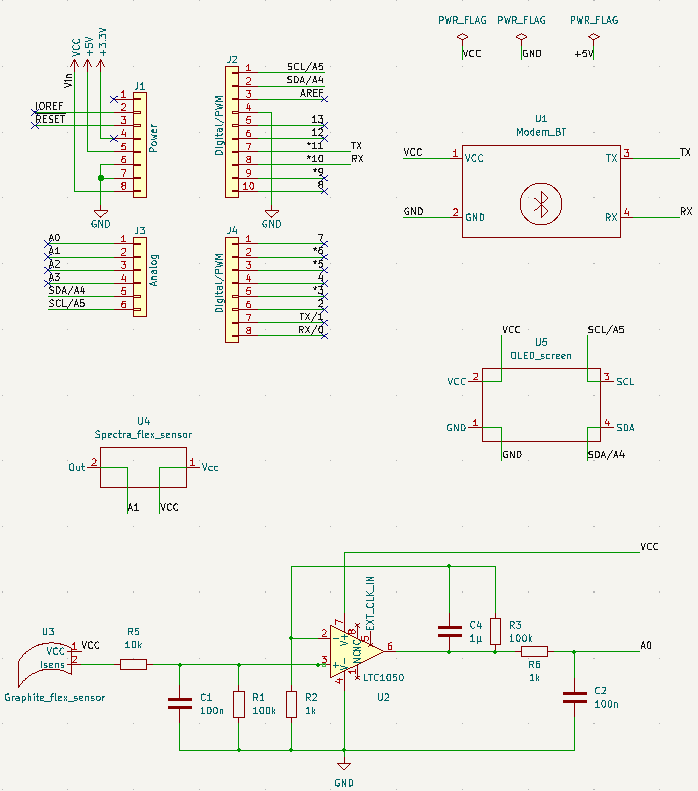 PWR_FLAG PWR_FLAG PWR_FLAG
VCC GND +5V
VCC +5V +3.3V
Vin
J1
1
IOREF 2
RESET 3
4
5
6
7
8
Power
GND
J2
1 SCL/A5
2 SDA/A4
3 AREF
4
5 13
6 12
7 *11 TX
8 *10 RX
9 *9
10 8
Digital/PWM
GND
U1
Modem_BT
VCC 1 VCC TX 3 TX
GND 2 GND RX 4 RX
J3
A0 1
A1 2
A2 3
A3 4
SDA/A4 5
SCL/A5 6
Analog
J4
1 7
2 *6
3 *5
4 4
5 *3
6 2
7 TX/1
8 RX/0
Digital/PWM
VCC SCL/A5
U5
OLED_screen
VCC 2 3 SCL
GND 1 4 SDA
GND SDA/A4
U4
Spectra_flex_sensor
Out 2 1 Vcc
A1 VCC
VCC
U3
VCC 1 VCC
Isens 2
Graphite_flex_sensor
R5
10k
C1
100n
R1
100k
R2
1k
2
3
7
8
5
6
4
1
V+
V-
NC
NC
EXT_CLK_IN
LTC1050
U2
C4
1µ
R3
100k
R6
1k
A0
C2
100n
GND